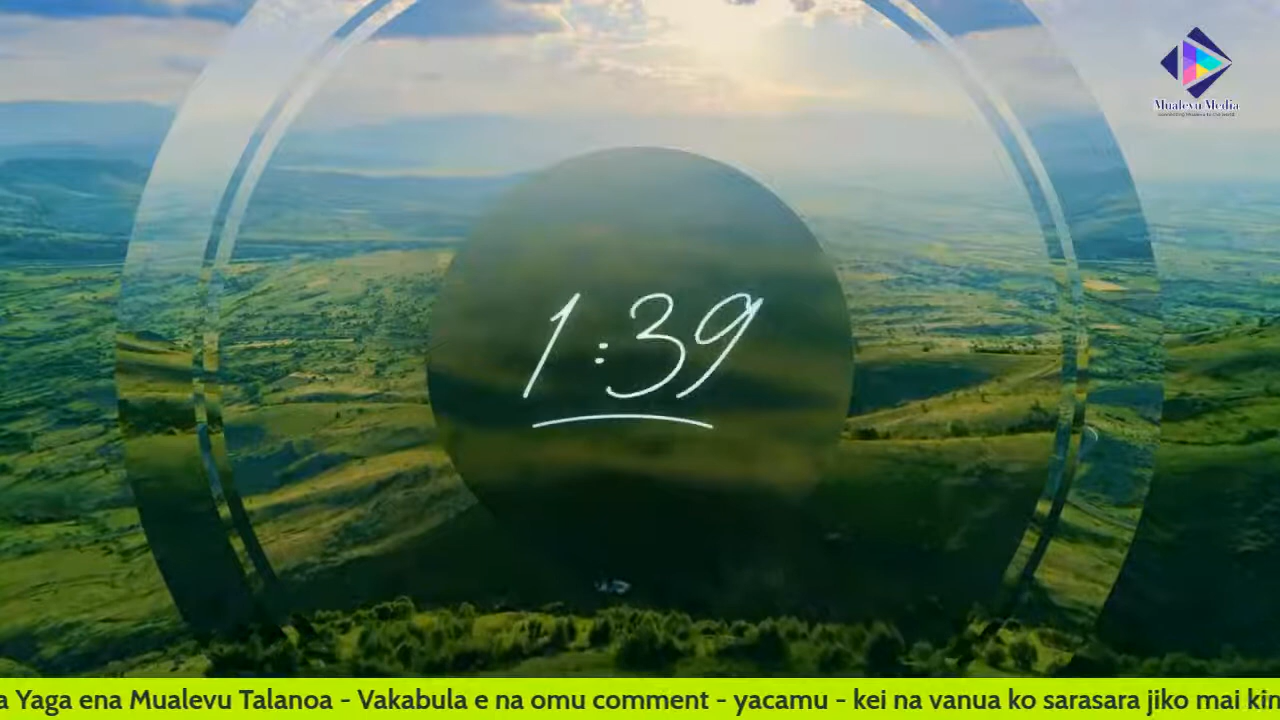 Mualevu Media
1:39
a Yaga ena Mualevu Talanoa - Vakabula e na omu comment - yacamu - kei na vanua ko sarasara jiko mai kin